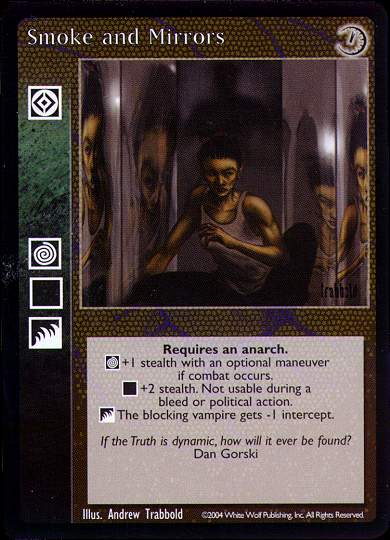 Smoke and Mirrors
Trabbold
Requires an anarch.
+1 stealth with an optional maneuver
if combat occurs.
+2 stealth. Not usable during a
bleed or political action.
The blocking vampire gets -1 intercept.
If the Truth is dynamic, how will it ever be found?
Dan Gorski
Illus. Andrew Trabbold
©2004 White Wolf Publishing, Inc. All Rights Reserved.